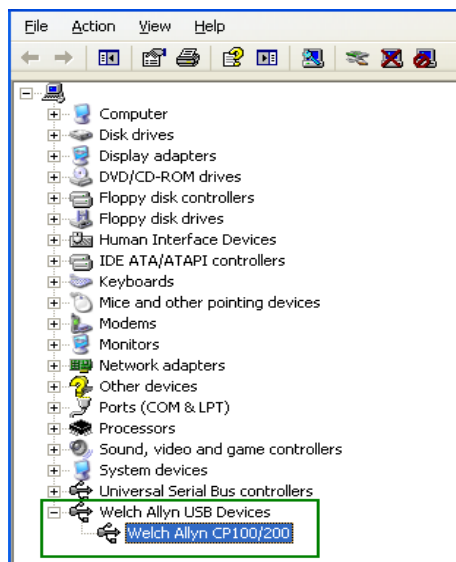 File Action View Help
Computer
Disk drives
Display adapters
DVD/CD-ROM drives
Floppy disk controllers
Floppy disk drives
Human Interface Devices
IDE ATA/ATAPI controllers
Keyboards
Mice and other pointing devices
Modems
Monitors
Network adapters
Other devices
Ports (COM & LPT)
Processors
Sound, video and game controllers
System devices
Universal Serial Bus controllers
Welch Allyn USB Devices
Welch Allyn CP100/200